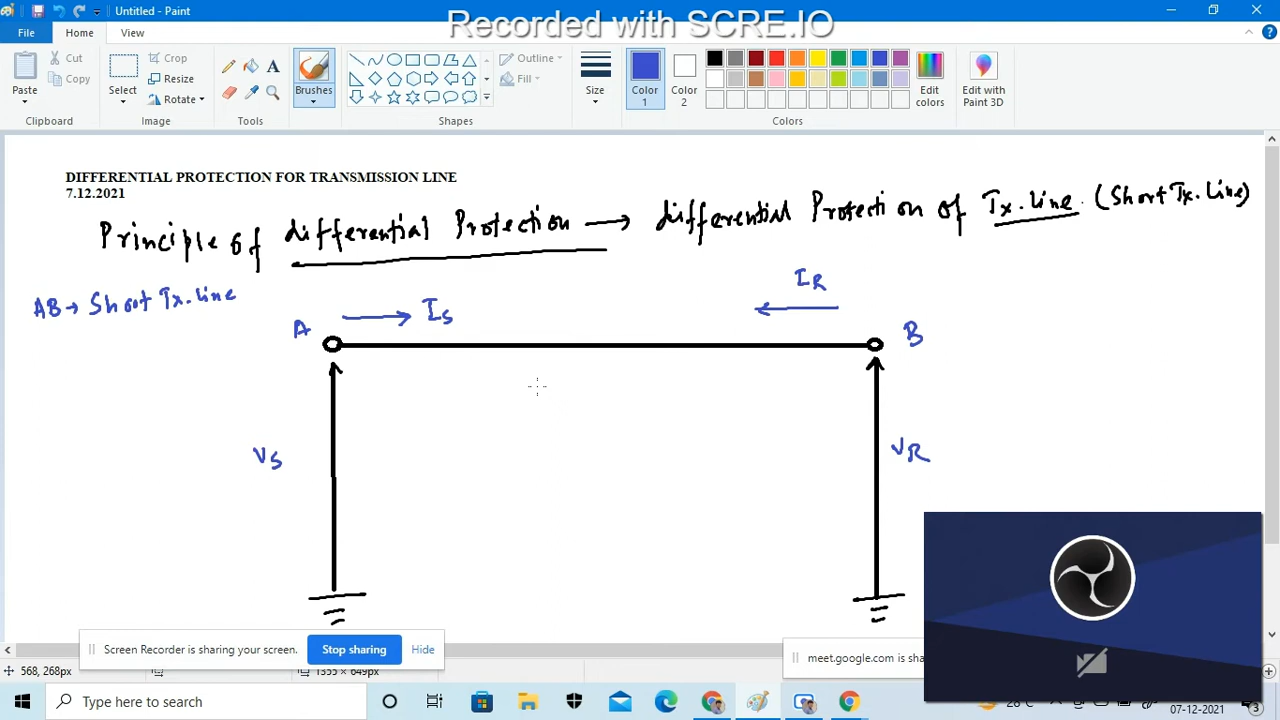 Recorded with SCRE.IO
Untitled - Paint
File Home View
Cut
Copy
Paste
Clipboard
Crop
Resize
Rotate
Select
Image
Tools
Brushes
Outline
Fill
Shapes
Size
Color 1
Color 2
Edit colors
Edit with Paint 3D
Colors
DIFFERENTIAL PROTECTION FOR TRANSMISSION LINE
7.12.2021
Principle of differential Protection → differential Protection of Tx.line (Short Tx.Line)
AB → Short Tx.line
A → IS
← IR B
VS
VR
Screen Recorder is sharing your screen. Stop sharing Hide
meet.google.com is sha
568, 268px
1355 × 649px
Type here to search
28°C
07-12-2021
3